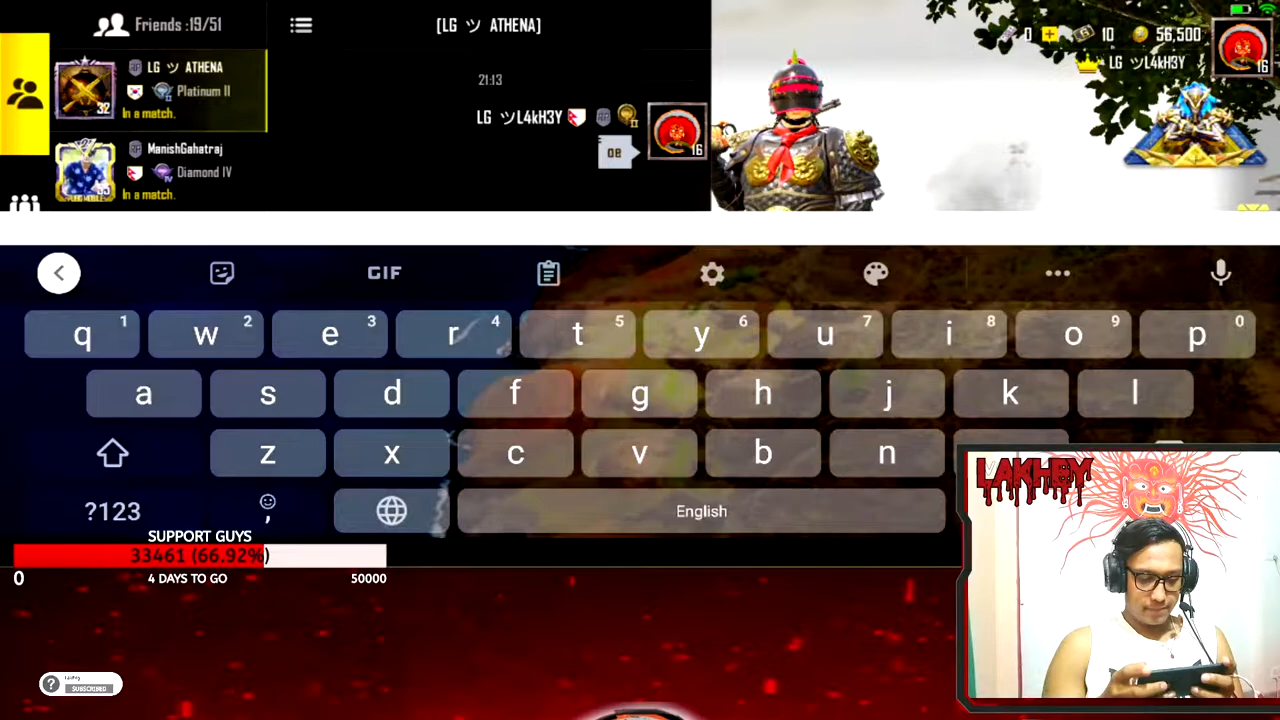 Friends :19/51
[LG ツ ATHENA]
0
10
56,500
LG ツL4kH3Y
16
LG ツ ATHENA
Platinum II
In a match.
32
21:13
LG ツL4kH3Y
16
oe
ManishGahatraj
Diamond IV
In a match.
GIF
q 1 w 2 e 3 r 4 t 5 y 6 u 7 i 8 o 9 p 0
a s d f g h j k l
z x c v b n
?123 , English
LAKHEY
SUPPORT GUYS
33461 (66.92%)
0 4 DAYS TO GO 50000
SUBSCRIBED